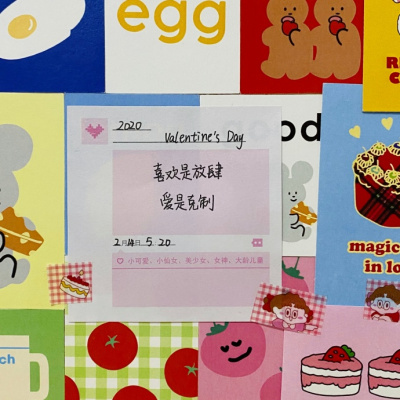 egg
2020
Valentine's Day
ood
喜欢是放肆
爱是克制
2月14日 5.20
小可爱、小仙女、美少女、女神、大龄儿童
magic
in lo
ch